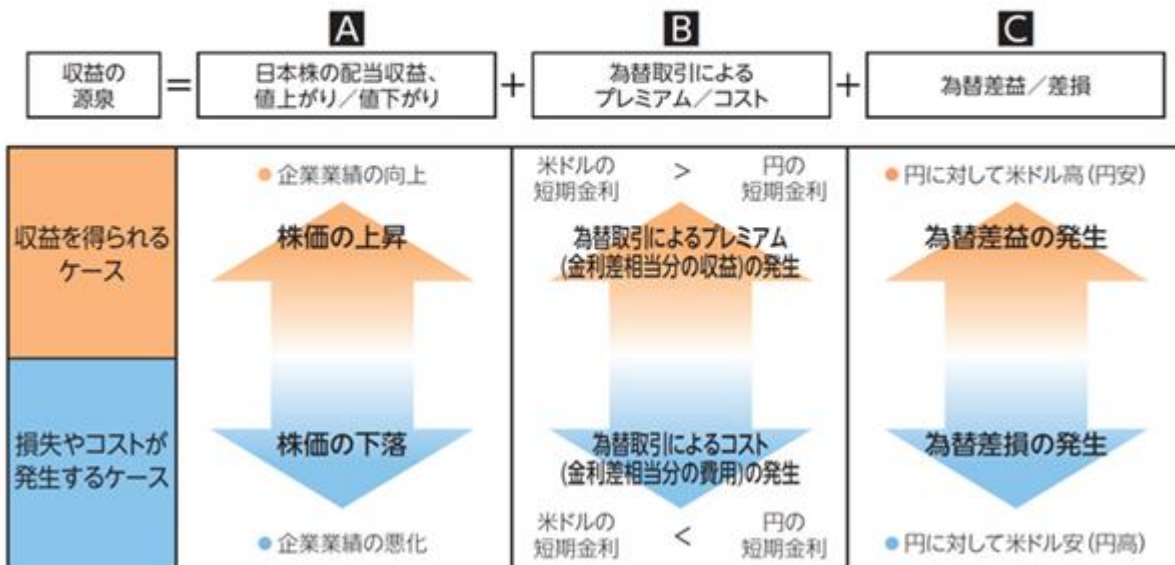 A
B
C
収益の
源泉
=
日本株の配当収益、
値上がり／値下がり
+
為替取引による
プレミアム／コスト
+
為替差益／差損
収益を得られる
ケース
●企業業績の向上
株価の上昇
米ドルの
短期金利
>
円の
短期金利
為替取引によるプレミアム
(金利差相当分の収益)の発生
●円に対して米ドル高(円安)
為替差益の発生
損失やコストが
発生するケース
株価の下落
●企業業績の悪化
為替取引によるコスト
(金利差相当分の費用)の発生
米ドルの
短期金利
<
円の
短期金利
為替差損の発生
●円に対して米ドル安(円高)